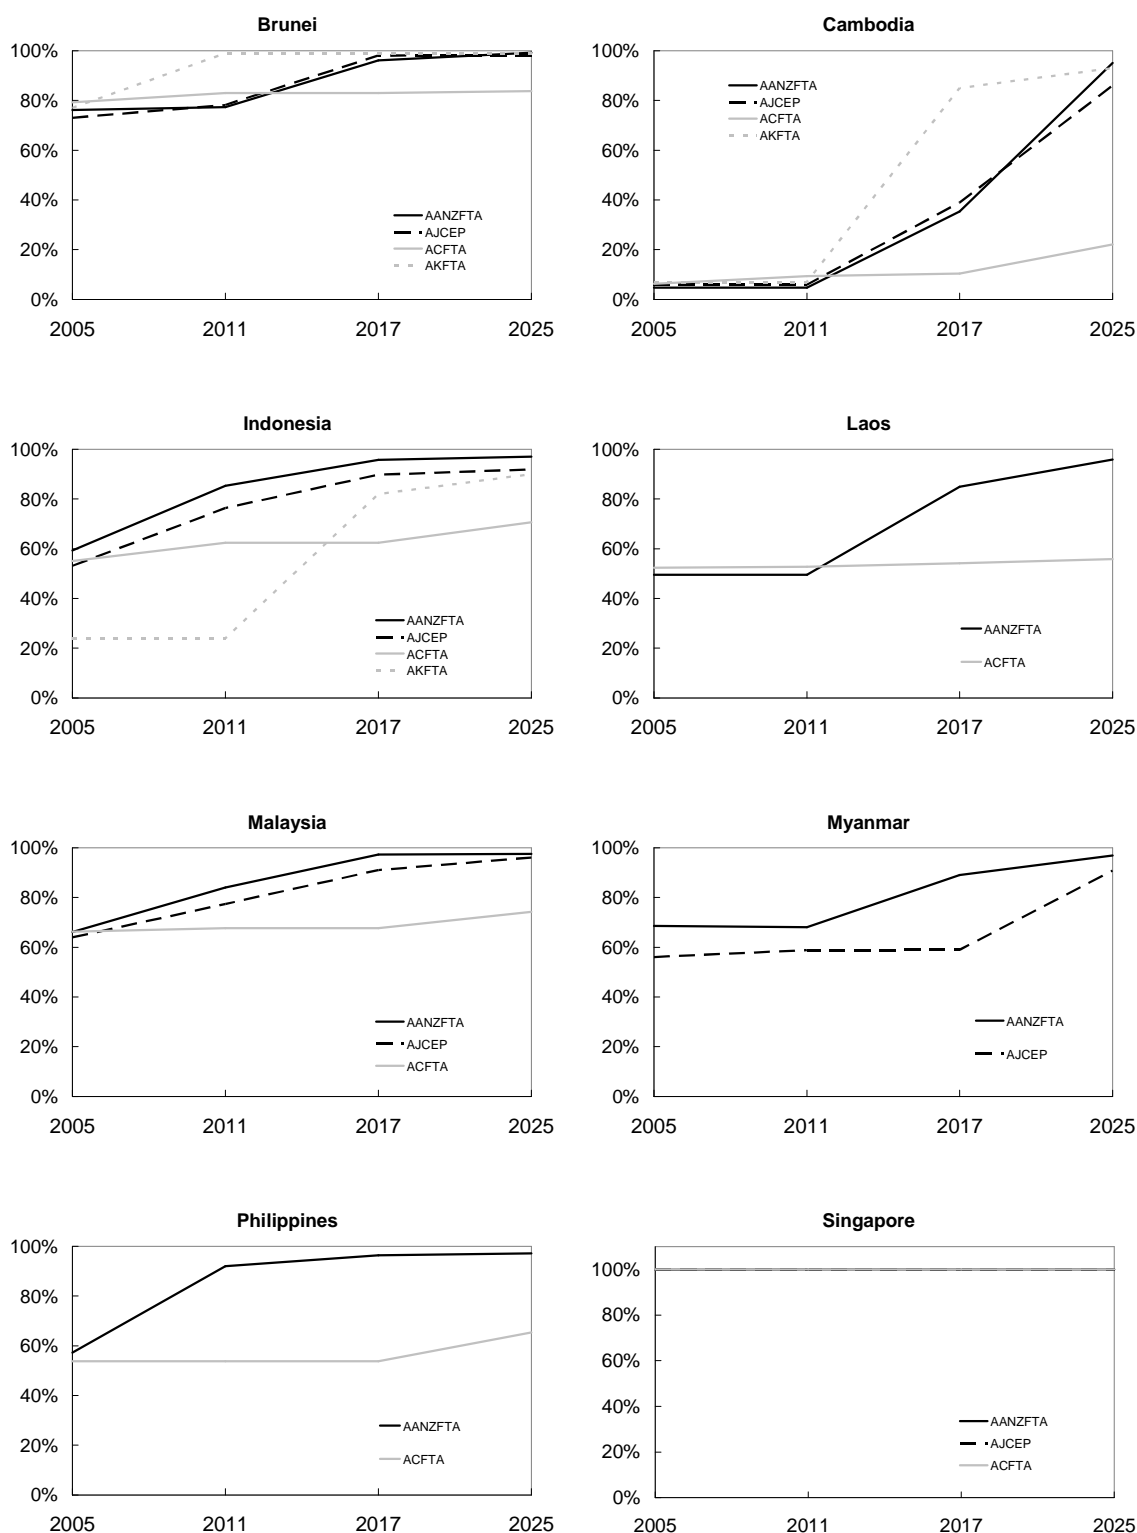 Brunei
100%
80%
60%
40%
20%
0%
AANZFTA
AJCEP
ACFTA
AKFTA
2005 2011 2017 2025
Cambodia
100%
80%
60%
40%
20%
0%
AANZFTA
AJCEP
ACFTA
AKFTA
2005 2011 2017 2025
Indonesia
100%
80%
60%
40%
20%
0%
AANZFTA
AJCEP
ACFTA
AKFTA
2005 2011 2017 2025
Laos
100%
80%
60%
40%
20%
0%
AANZFTA
ACFTA
2005 2011 2017 2025
Malaysia
100%
80%
60%
40%
20%
0%
AANZFTA
AJCEP
ACFTA
2005 2011 2017 2025
Myanmar
100%
80%
60%
40%
20%
0%
AANZFTA
AJCEP
2005 2011 2017 2025
Philippines
100%
80%
60%
40%
20%
0%
AANZFTA
ACFTA
2005 2011 2017 2025
Singapore
100%
80%
60%
40%
20%
0%
AANZFTA
AJCEP
ACFTA
2005 2011 2017 2025